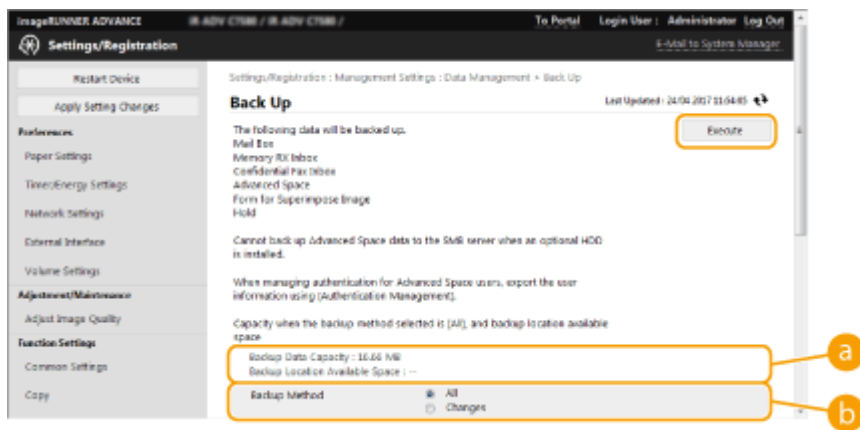 imageRUNNER ADVANCE
To Portal Login User : Administrator Log Out
Settings/Registration
E-Mail to System Manager
Restart Device
Apply Setting Changes
Preferences
Paper Settings
Timer/Energy Settings
Network Settings
External Interface
Volume Settings
Adjustment/Maintenance
Adjust Image Quality
Function Settings
Common Settings
Copy
Settings/Registration : Management Settings : Data Management > Back Up
Back Up
Last Updated : 24/04 2017 11:54:05
Execute
The following data will be backed up.
Mail Box
Memory RX Inbox
Confidential Fax Inbox
Advanced Space
Form for Superimpose Image
Hold
Cannot back up Advanced Space data to the SMB server when an optional HDD
is installed.
When managing authentication for Advanced Space users, export the user
information using [Authentication Management].
Capacity when the backup method selected is [All], and backup location available
space
Backup Data Capacity : 16.66 MB
Backup Location Available Space : --
a
Backup Method
All
Changes
b